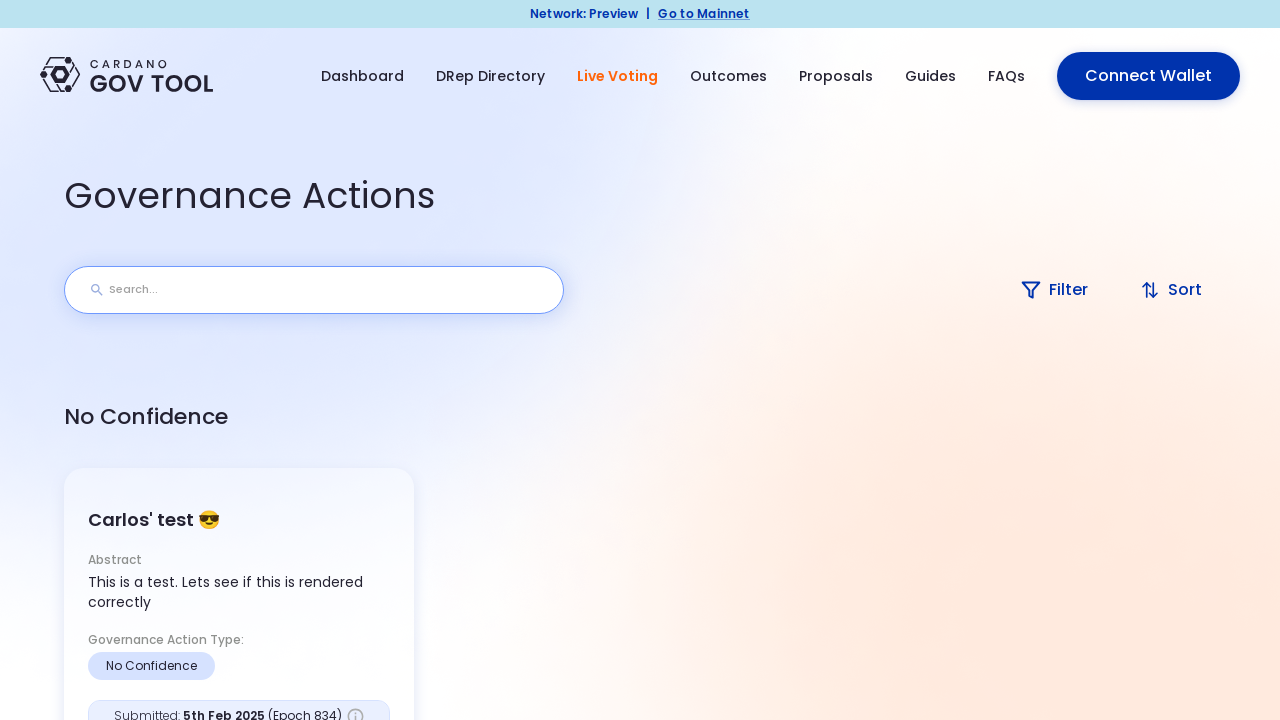 Network: Preview | Go to Mainnet
CARDANO
GOV TOOL
Dashboard
DRep Directory
Live Voting
Outcomes
Proposals
Guides
FAQs
Connect Wallet
Governance Actions
Search...
Filter
Sort
No Confidence
Carlos' test 😎
Abstract
This is a test. Lets see if this is rendered
correctly
Governance Action Type:
No Confidence
Submitted: 5th Feb 2025 (Epoch 834)